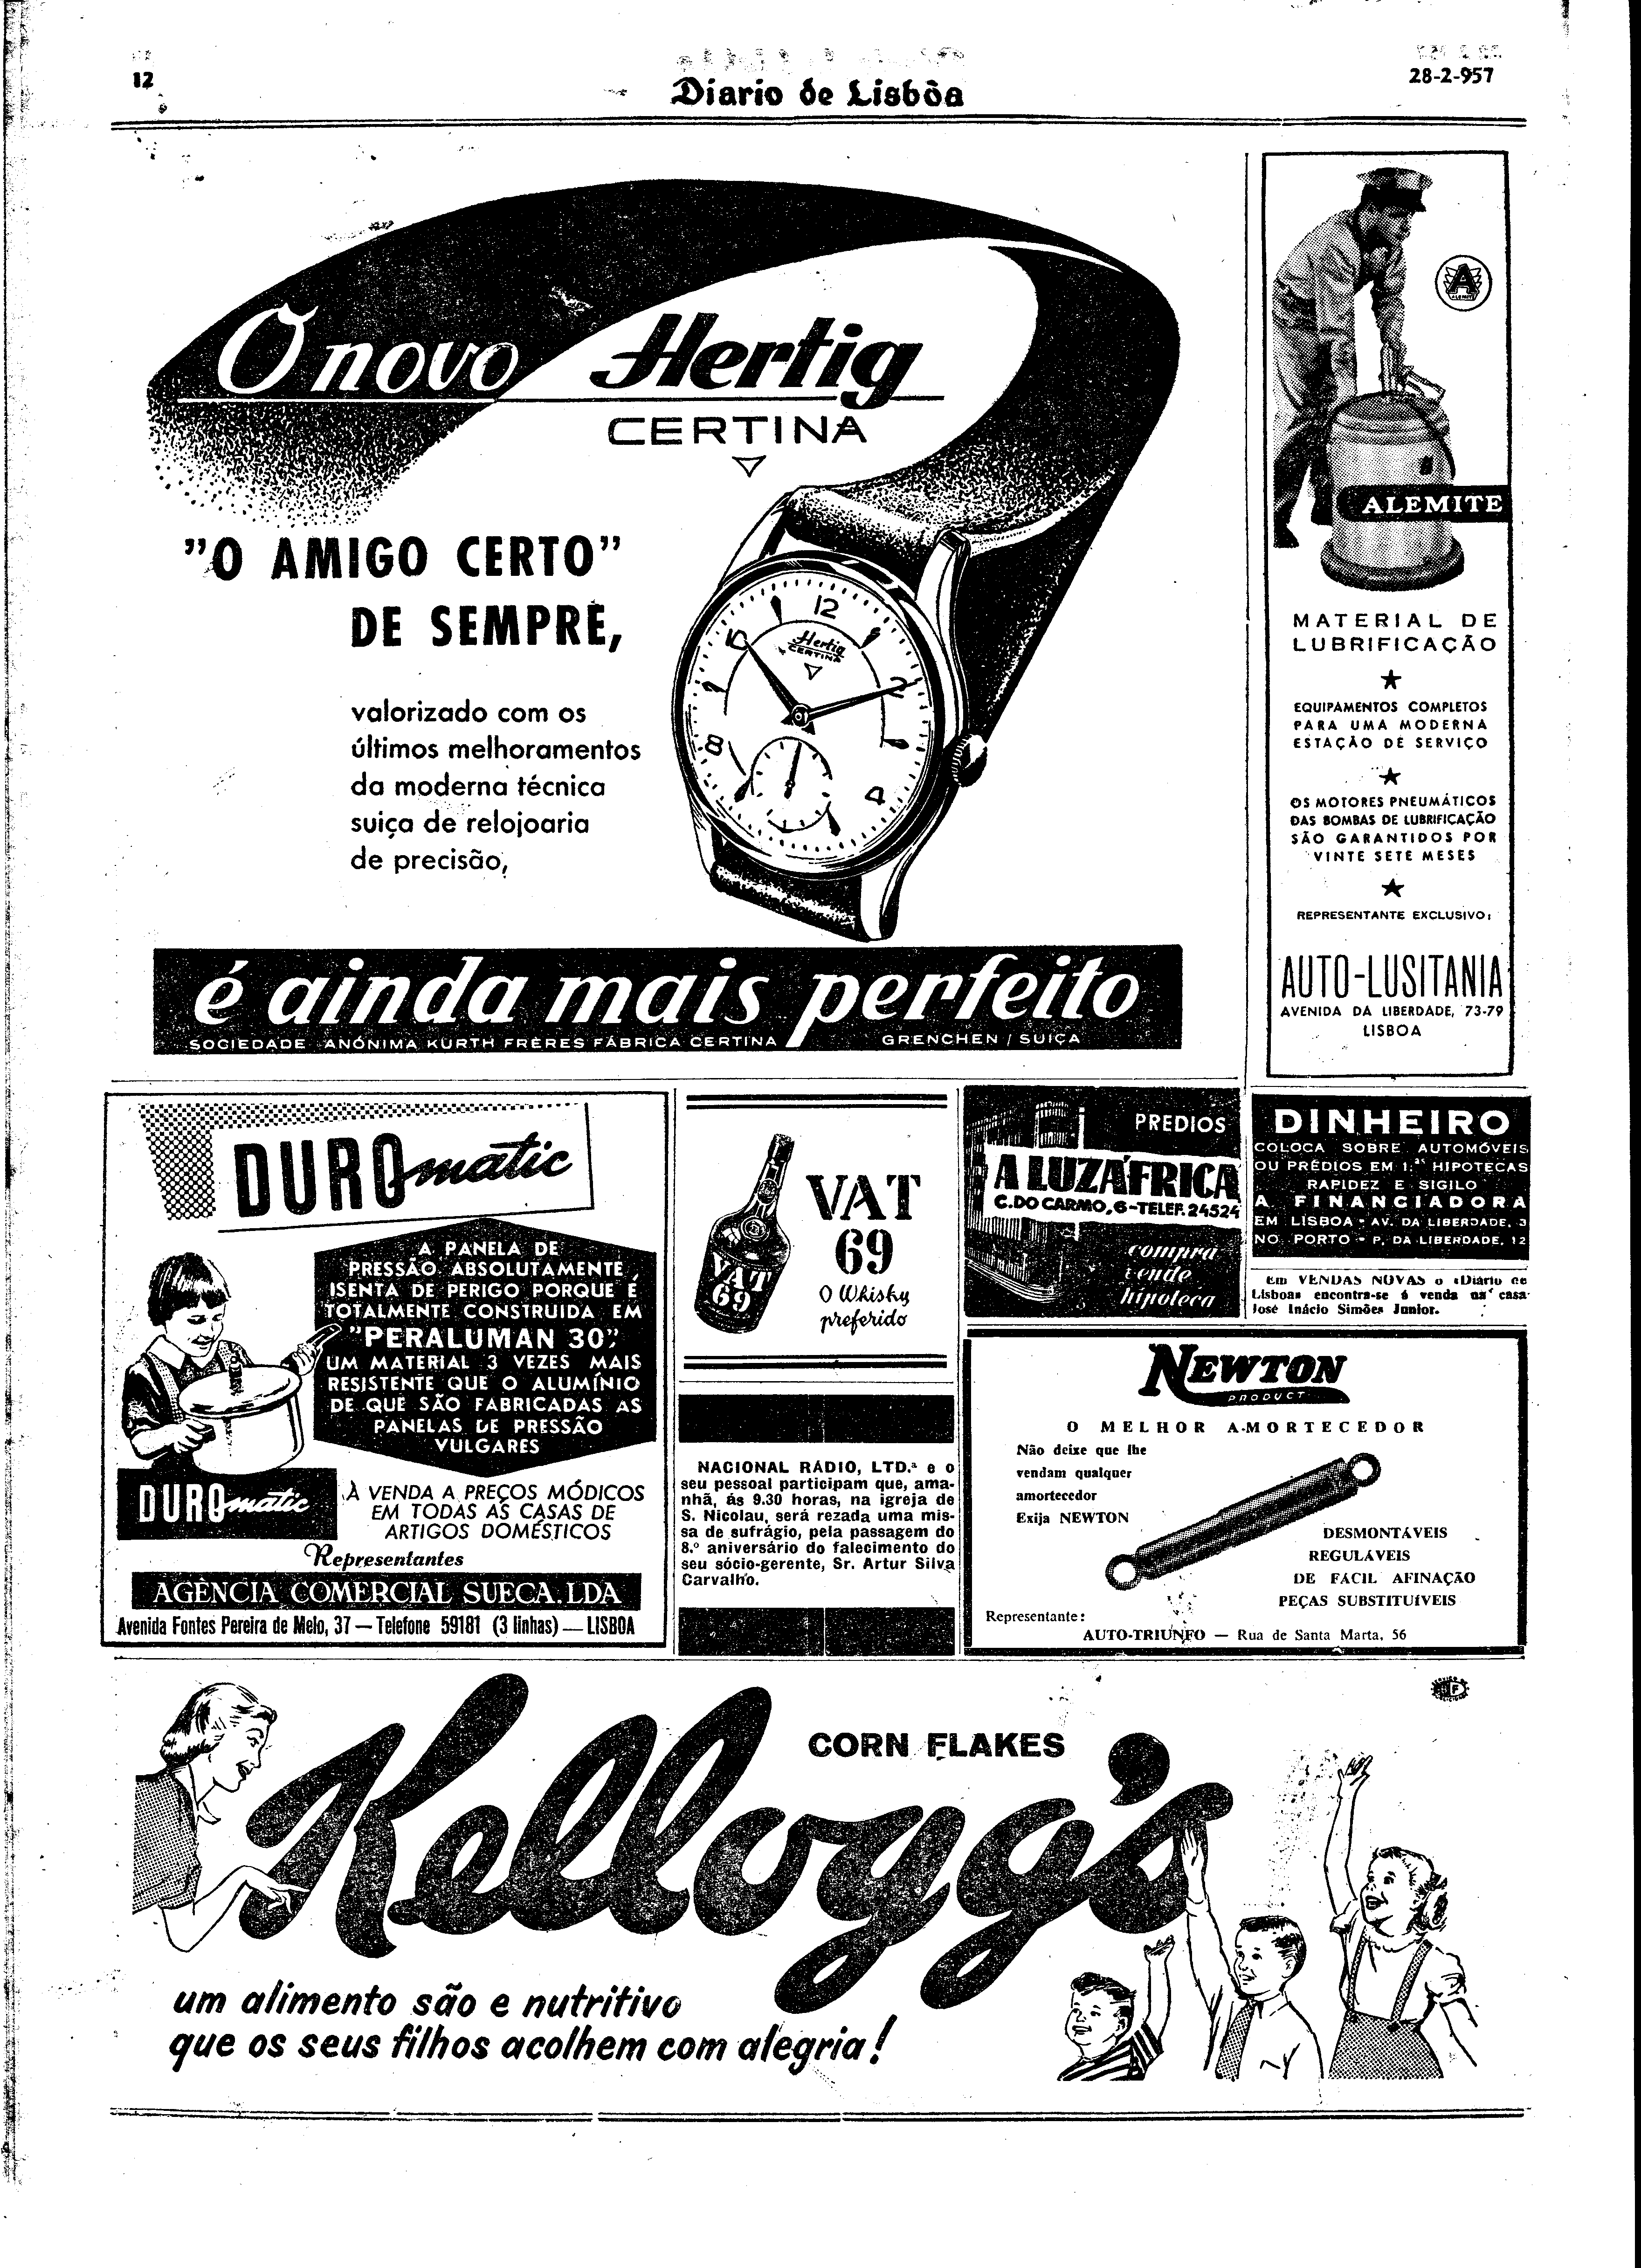 12
Diario de Lisbôa
28-2-957
O novo Hertig
CERTINA
"O AMIGO CERTO"
DE SEMPRE,
valorizado com os
últimos melhoramentos
da moderna técnica
suiça de relojoaria
de precisão,
12
10
2
8
4
Hertig
CERTINA
é ainda mais perfeito
SOCIEDADE ANÓNIMA KURTH FRÈRES FÁBRICA CERTINA GRENCHEN / SUIÇA
A
ALEMITE
ALEMITE
MATERIAL DE
LUBRIFICAÇÃO
EQUIPAMENTOS COMPLETOS
PARA UMA MODERNA
ESTAÇÃO DE SERVIÇO
OS MOTORES PNEUMÁTICOS
DAS BOMBAS DE LUBRIFICAÇÃO
SÃO GARANTIDOS POR
VINTE SETE MESES
REPRESENTANTE EXCLUSIVO:
AUTO-LUSITANIA
AVENIDA DA LIBERDADE, 73-79
LISBOA
DUROmatic
A PANELA DE
PRESSÃO ABSOLUTAMENTE
ISENTA DE PERIGO PORQUE É
TOTALMENTE CONSTRUIDA EM
"PERALUMAN 30"
UM MATERIAL 3 VEZES MAIS
RESISTENTE QUE O ALUMÍNIO
DE QUE SÃO FABRICADAS AS
PANELAS DE PRESSÃO
VULGARES
DUROmatic
À VENDA A PREÇOS MÓDICOS
EM TODAS AS CASAS DE
ARTIGOS DOMÉSTICOS
Representantes
AGÊNCIA COMERCIAL SUECA. LDA
Avenida Fontes Pereira de Melo, 37 — Telefone 59181 (3 linhas) — LISBOA
VAT
69
VAT
69
O Whisky
preferido
NACIONAL RÁDIO, LTD.ª e o
seu pessoal participam que, ama-
nhã, ás 9.30 horas, na igreja de
S. Nicolau, será rezada uma mis-
sa de sufrágio, pela passagem do
8.º aniversário do falecimento do
seu sócio-gerente, Sr. Artur Silva
Carvalho.
PREDIOS
A LUZÁFRICA
C. DO CARMO, 6-TELEF. 24524
compra
vende
hipoteca
DINHEIRO
COLOCA SOBRE AUTOMÓVEIS
OU PRÉDIOS EM 1.ªˢ HIPOTECAS
RAPIDEZ E SIGILO
A FINANCIADORA
EM LISBOA - AV. DA LIBERDADE, 3
NO PORTO - P. DA LIBERDADE, 12
Em VENDAS NOVAS o «Diário de
Lisboa» encontra-se á venda na casa
José Inácio Simões Junior.
NEWTON
PRODUCT
O MELHOR AMORTECEDOR
Não deixe que lhe
vendam qualquer
amortecedor
Exija NEWTON
DESMONTÁVEIS
REGULÁVEIS
DE FÁCIL AFINAÇÃO
PEÇAS SUBSTITUÍVEIS
Representante:
AUTO-TRIUNFO — Rua de Santa Marta, 56
Kellogg's
CORN FLAKES
um alimento são e nutritivo
que os seus filhos acolhem com alegria!